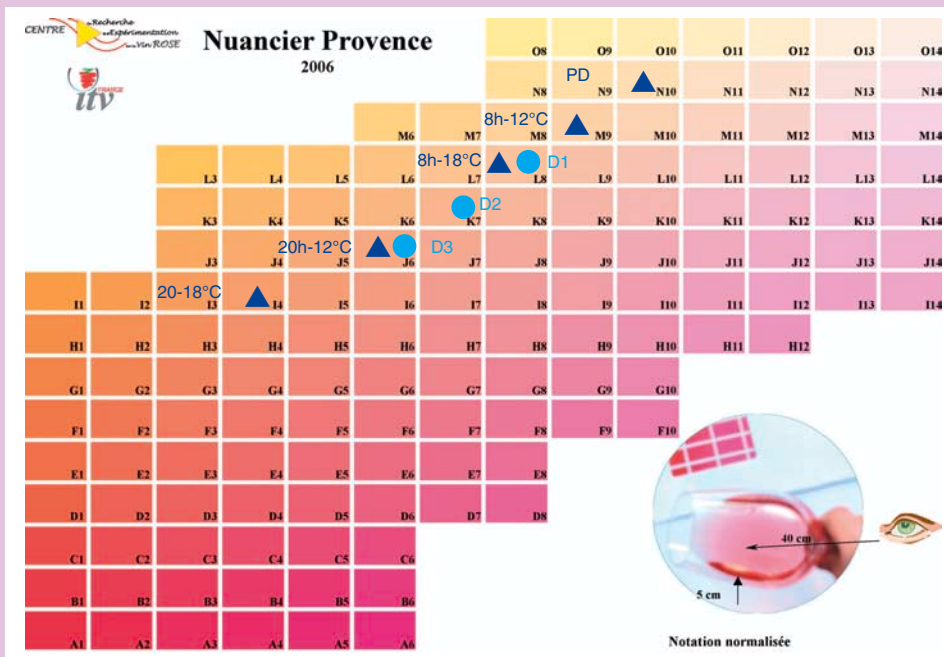 CENTRE de Recherche
et d'Expérimentation
sur le Vin ROSE
itv
FRANCE
Nuancier Provence
2006
O8 O9 O10 O11 O12 O13 O14
PD
N8 N9 N10 N11 N12 N13 N14
8h-12°C
M6 M7 M8 M9 M10 M11 M12 M13 M14
8h-18°C D1
L3 L4 L5 L6 L7 L8 L9 L10 L11 L12 L13 L14
D2
K3 K4 K5 K6 K7 K8 K9 K10 K11 K12 K13 K14
20h-12°C D3
J3 J4 J5 J6 J7 J8 J9 J10 J11 J12 J13 J14
20-18°C
I1 I2 I3 I4 I5 I6 I7 I8 I9 I10 I11 I12 I13 I14
H1 H2 H3 H4 H5 H6 H7 H8 H9 H10 H11 H12
G1 G2 G3 G4 G5 G6 G7 G8 G9 G10
F1 F2 F3 F4 F5 F6 F7 F8 F9 F10
E1 E2 E3 E4 E5 E6 E7 E8
D1 D2 D3 D4 D5 D6 D7 D8
C1 C2 C3 C4 C5 C6
B1 B2 B3 B4 B5 B6
A1 A2 A3 A4 A5 A6
40 cm
5 cm
Notation normalisée